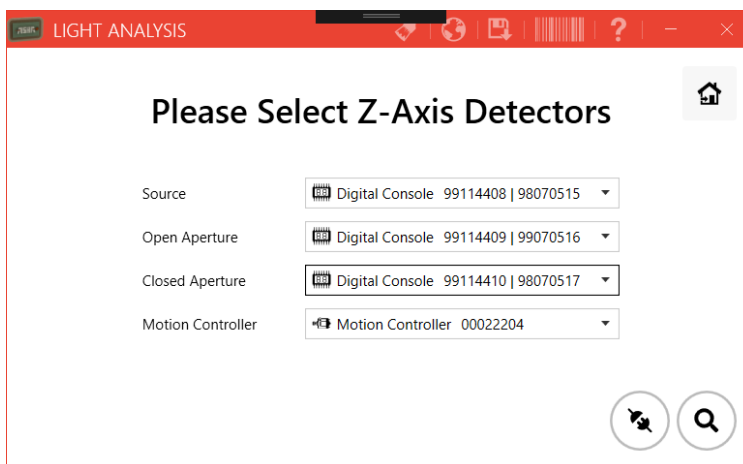 LIGHT ANALYSIS
?
Please Select Z-Axis Detectors
Source Digital Console 99114408 | 98070515
Open Aperture Digital Console 99114409 | 99070516
Closed Aperture Digital Console 99114410 | 98070517
Motion Controller Motion Controller 00022204